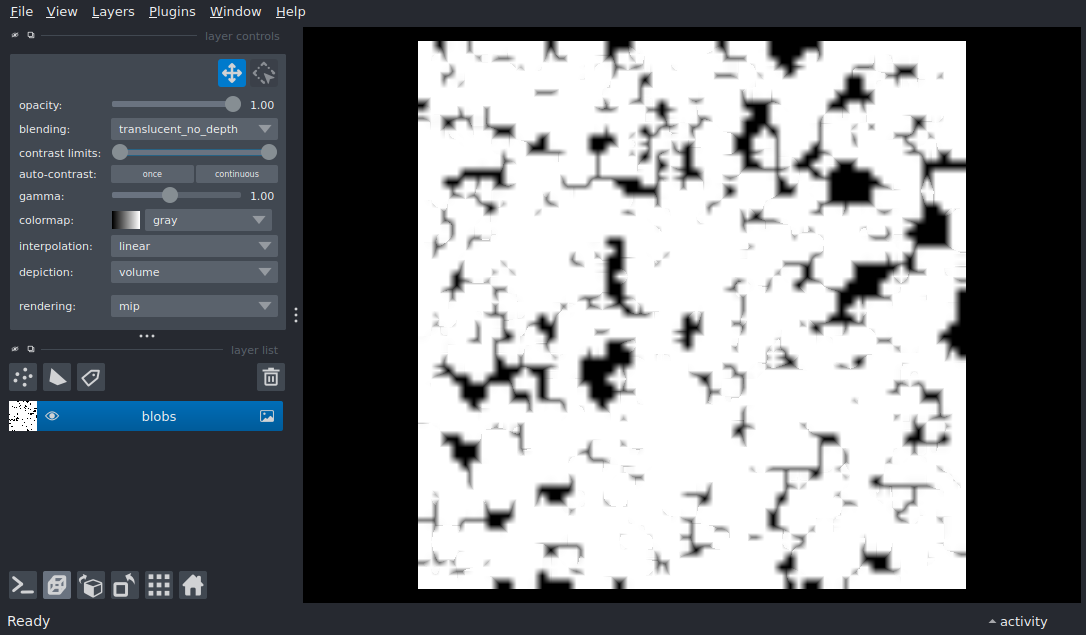 File View Layers Plugins Window Help
layer controls
opacity: 1.00
blending: translucent_no_depth
contrast limits:
auto-contrast: once continuous
gamma: 1.00
colormap: gray
interpolation: linear
depiction: volume
rendering: mip
layer list
blobs
Ready
activity